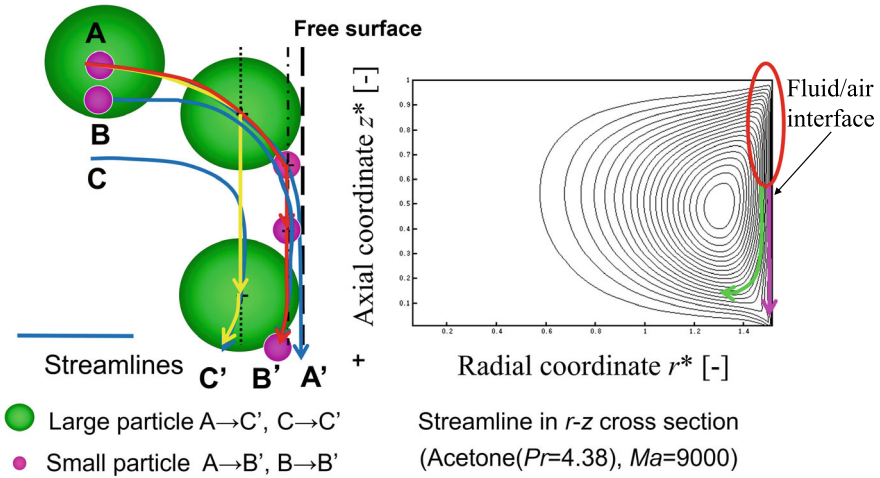 A
B
C
Free surface
Streamlines
C’ B’ A’
Large particle A→C’, C→C’
Small particle A→B’, B→B’
+
Axial coordinate z* [-]
1
0.9
0.8
0.7
0.6
0.5
0.4
0.3
0.2
0.1
0.2 0.4 0.6 0.8 1 1.2 1.4
Radial coordinate r* [-]
Fluid/air
interface
Streamline in r-z cross section
(Acetone(Pr=4.38), Ma=9000)